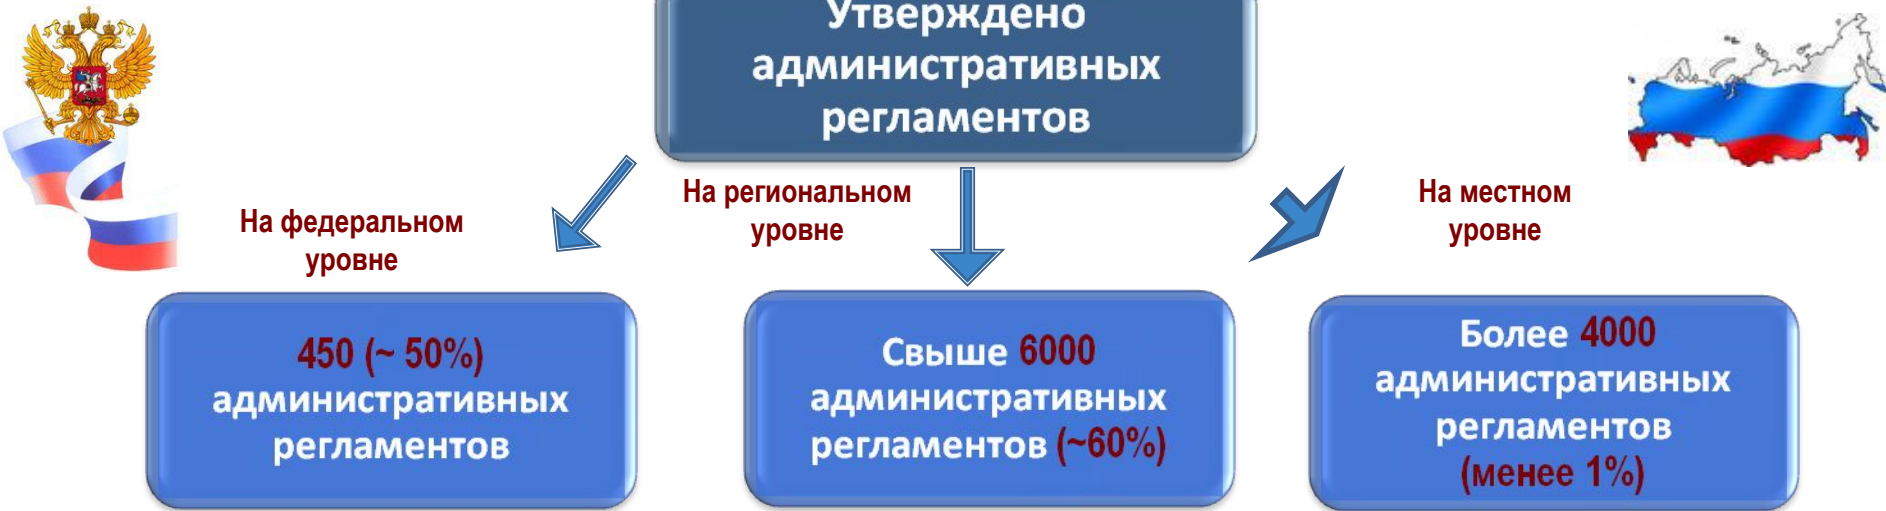 Утверждено
административных
регламентов
На федеральном
уровне
На региональном
уровне
На местном
уровне
450 (~ 50%)
административных
регламентов
Свыше 6000
административных
регламентов (~60%)
Более 4000
административных
регламентов
(менее 1%)